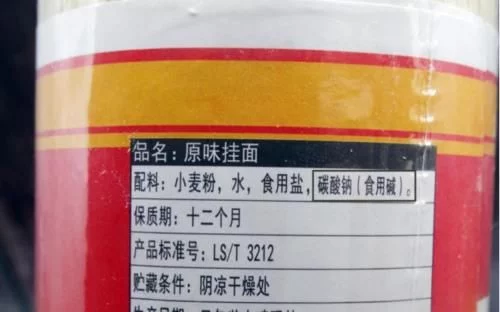 品名：原味挂面
配料：小麦粉，水，食用盐，碳酸钠（食用碱）。
保质期：十二个月
产品标准号：LS/T 3212
贮藏条件：阴凉干燥处